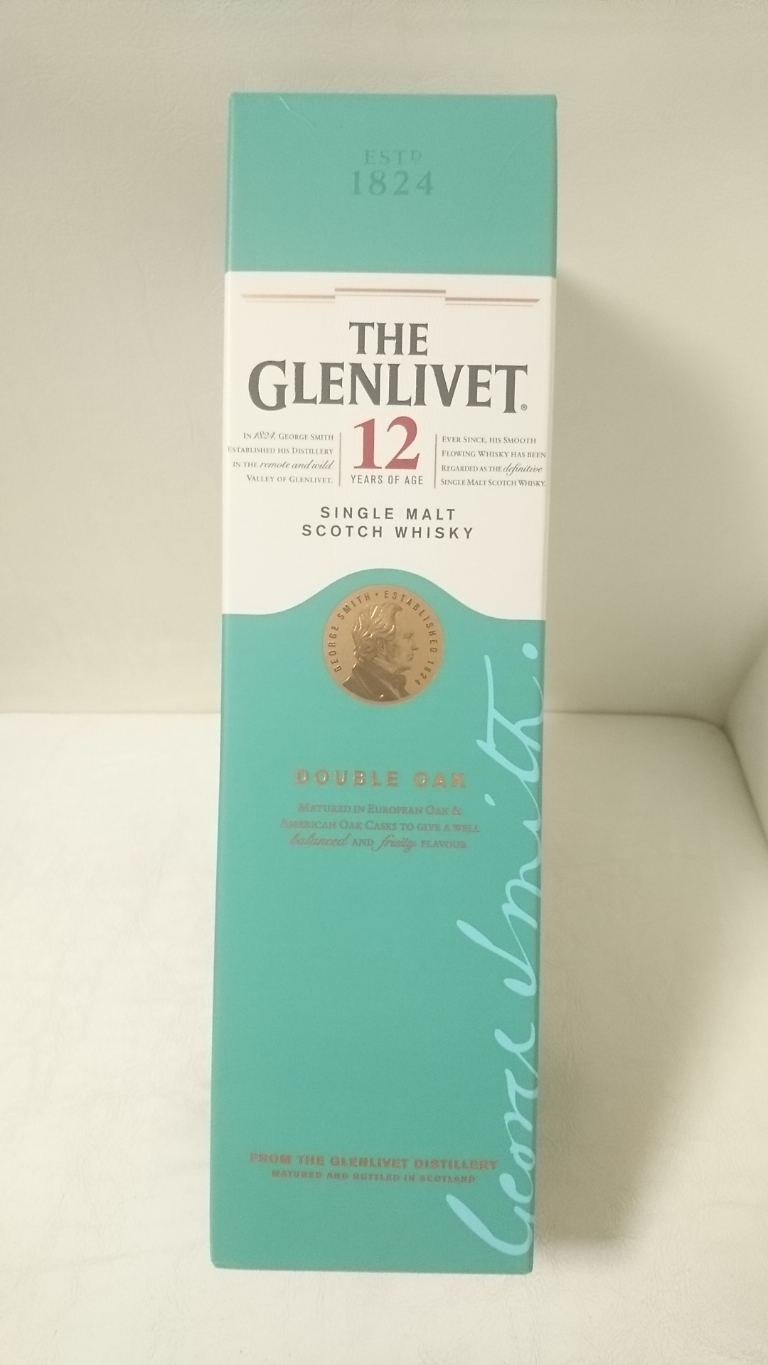 ESTD
1824
THE
GLENLIVET®
12
YEARS OF AGE
IN 1824, GEORGE SMITH
ESTABLISHED HIS DISTILLERY
IN THE remote and wild
VALLEY OF GLENLIVET.
EVER SINCE, HIS SMOOTH
FLOWING WHISKY HAS BEEN
REGARDED AS THE definitive
SINGLE MALT SCOTCH WHISKY.
SINGLE MALT
SCOTCH WHISKY
GEORGE SMITH · ESTABLISHED 1824
DOUBLE OAK
MATURED IN EUROPEAN OAK &
AMERICAN OAK CASKS TO GIVE A WELL
balanced AND fruity FLAVOUR
George Smith.
FROM THE GLENLIVET DISTILLERY
MATURED AND BOTTLED IN SCOTLAND